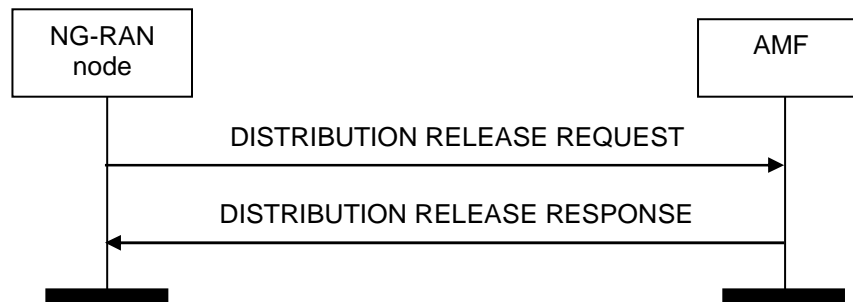 NG-RAN
node
AMF
DISTRIBUTION RELEASE REQUEST
DISTRIBUTION RELEASE RESPONSE